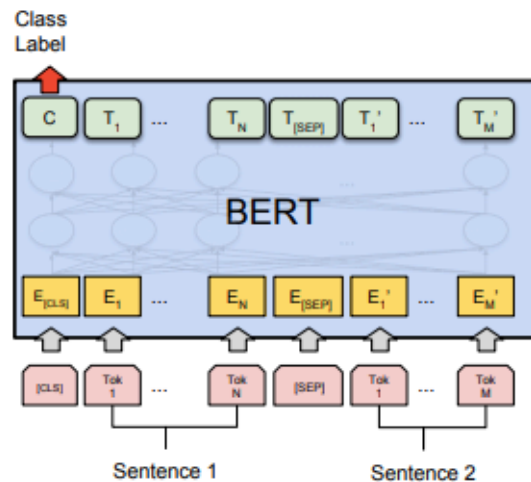 Class
Label
C T1 ... TN T[SEP] T1' ... TM'
...
BERT
...
E[CLS] E1 ... EN E[SEP] E1' ... EM'
[CLS] Tok 1 ... Tok N [SEP] Tok 1 ... Tok M
Sentence 1 Sentence 2